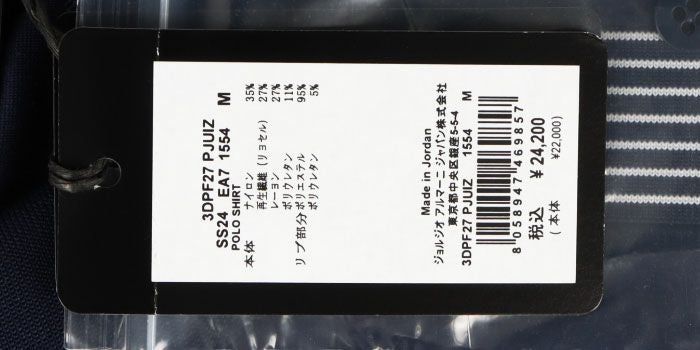 3DPF27 PJUIZ
SS24 EA7 1554 M
POLO SHIRT
本体 ナイロン 35%
再生繊維(リヨセル) 27%
レーヨン 27%
ポリウレタン 11%
リブ部分 ポリエステル 95%
ポリウレタン 5%
Made in Jordan
ジョルジオ アルマーニ ジャパン株式会社
東京都中央区銀座5-5-4
3DPF27 PJUIZ 1554 M
8 058947 469857
税込 ¥24,200
(本体 ¥22,000)